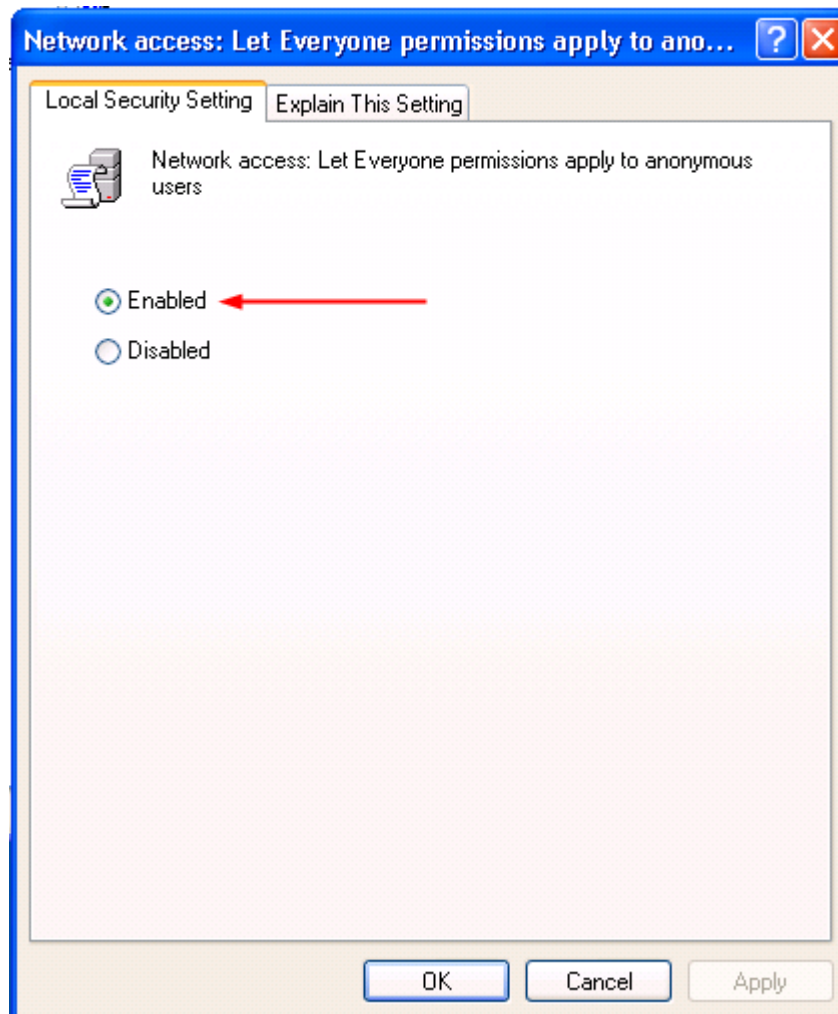 Network access: Let Everyone permissions apply to ano...
Local Security Setting
Explain This Setting
Network access: Let Everyone permissions apply to anonymous
users
Enabled
Disabled
OK
Cancel
Apply